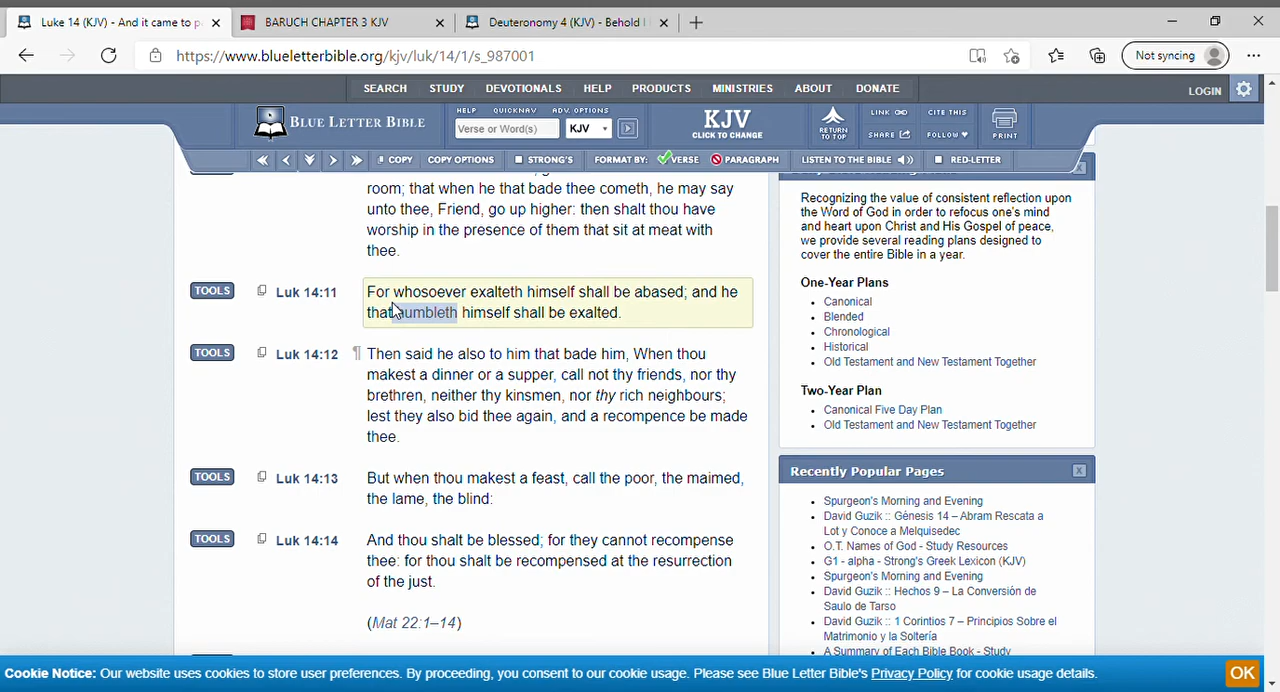 Luke 14 (KJV) - And it came to p
BARUCH CHAPTER 3 KJV
Deuteronomy 4 (KJV) - Behold I
https://www.blueletterbible.org/kjv/luk/14/1/s_987001
Not syncing
SEARCH STUDY DEVOTIONALS HELP PRODUCTS MINISTRIES ABOUT DONATE
LOGIN
BLUE LETTER BIBLE
HELP QUICKNAV ADV. OPTIONS
Verse or Word(s)
KJV
KJV
CLICK TO CHANGE
RETURN
TO TOP
LINK
CITE THIS
SHARE
FOLLOW
PRINT
COPY COPY OPTIONS STRONG'S FORMAT BY: VERSE PARAGRAPH LISTEN TO THE BIBLE RED-LETTER
room; that when he that bade thee cometh, he may say
unto thee, Friend, go up higher: then shalt thou have
worship in the presence of them that sit at meat with
thee.
TOOLS Luk 14:11 For whosoever exalteth himself shall be abased; and he
that humbleth himself shall be exalted.
TOOLS Luk 14:12 ¶ Then said he also to him that bade him, When thou
makest a dinner or a supper, call not thy friends, nor thy
brethren, neither thy kinsmen, nor thy rich neighbours;
lest they also bid thee again, and a recompence be made
thee.
TOOLS Luk 14:13 But when thou makest a feast, call the poor, the maimed,
the lame, the blind:
TOOLS Luk 14:14 And thou shalt be blessed; for they cannot recompense
thee: for thou shalt be recompensed at the resurrection
of the just.
(Mat 22:1–14)
Recognizing the value of consistent reflection upon
the Word of God in order to refocus one's mind
and heart upon Christ and His Gospel of peace,
we provide several reading plans designed to
cover the entire Bible in a year.
One-Year Plans
Canonical
Blended
Chronological
Historical
Old Testament and New Testament Together
Two-Year Plan
Canonical Five Day Plan
Old Testament and New Testament Together
Recently Popular Pages
Spurgeon's Morning and Evening
David Guzik :: Génesis 14 – Abram Rescata a
Lot y Conoce a Melquisedec
O.T. Names of God - Study Resources
G1 - alpha - Strong's Greek Lexicon (KJV)
Spurgeon's Morning and Evening
David Guzik :: Hechos 9 – La Conversión de
Saulo de Tarso
David Guzik :: 1 Corintios 7 – Principios Sobre el
Matrimonio y la Soltería
A Summary of Each Bible Book - Study
Cookie Notice: Our website uses cookies to store user preferences. By proceeding, you consent to our cookie usage. Please see Blue Letter Bible's Privacy Policy for cookie usage details.
OK